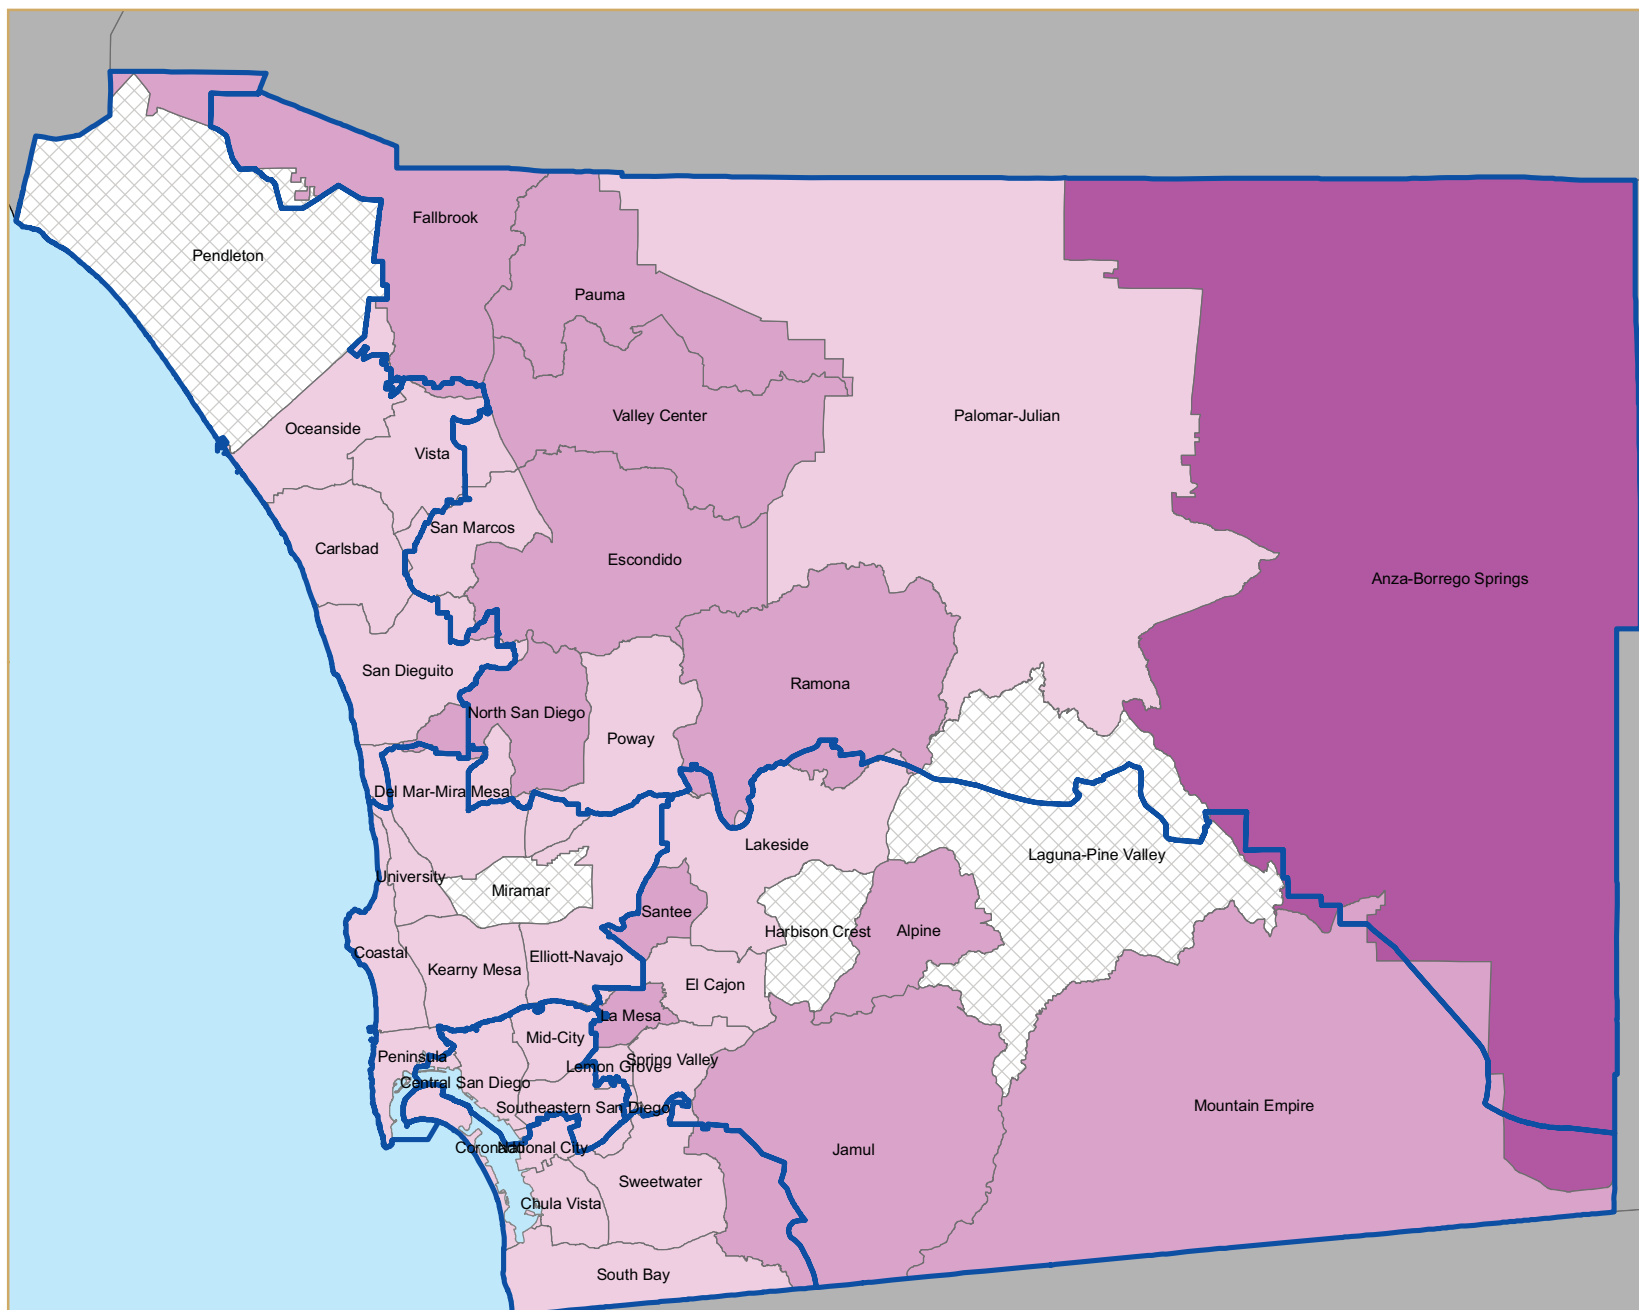 Fallbrook
Pendleton
Pauma
Valley Center
Palomar-Julian
Oceanside
Vista
San Marcos
Carlsbad
Escondido
Anza-Borrego Springs
San Dieguito
Ramona
North San Diego
Poway
Del Mar-Mira Mesa
Lakeside
Laguna-Pine Valley
University
Miramar
Santee
Harbison Crest
Alpine
Coastal
Elliott-Navajo
Kearny Mesa
El Cajon
La Mesa
Mid-City
Peninsula
Spring Valley
Lemon Grove
Central San Diego
Southeastern San Diego
Mountain Empire
Coronado
National City
Jamul
Sweetwater
Chula Vista
South Bay